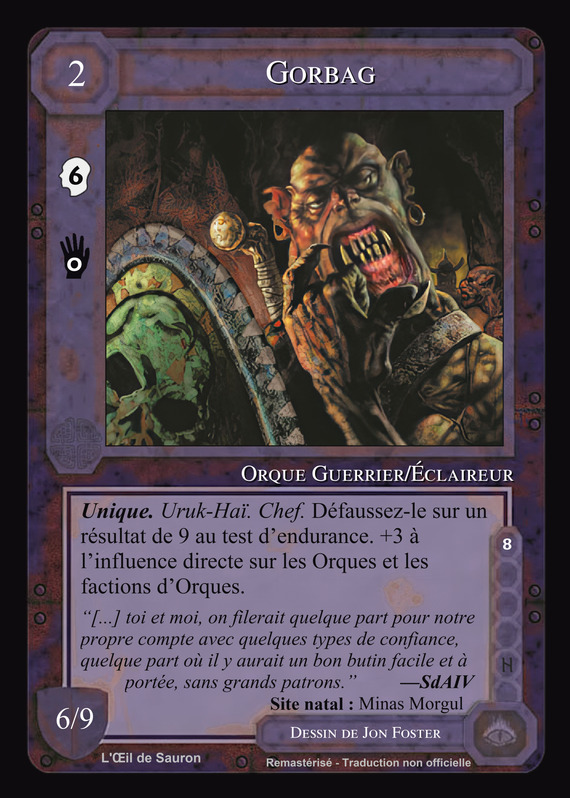 2
GORBAG
6
0
ORQUE GUERRIER/ÉCLAIREUR
Unique. Uruk-Haï. Chef. Défaussez-le sur un
résultat de 9 au test d’endurance. +3 à
l’influence directe sur les Orques et les
factions d’Orques.
8
“[...] toi et moi, on filerait quelque part pour notre
propre compte avec quelques types de confiance,
quelque part où il y aurait un bon butin facile et à
portée, sans grands patrons.” —SdAIV
Site natal : Minas Morgul
6/9
DESSIN DE JON FOSTER
L'Œil de Sauron
Remastérisé - Traduction non officielle